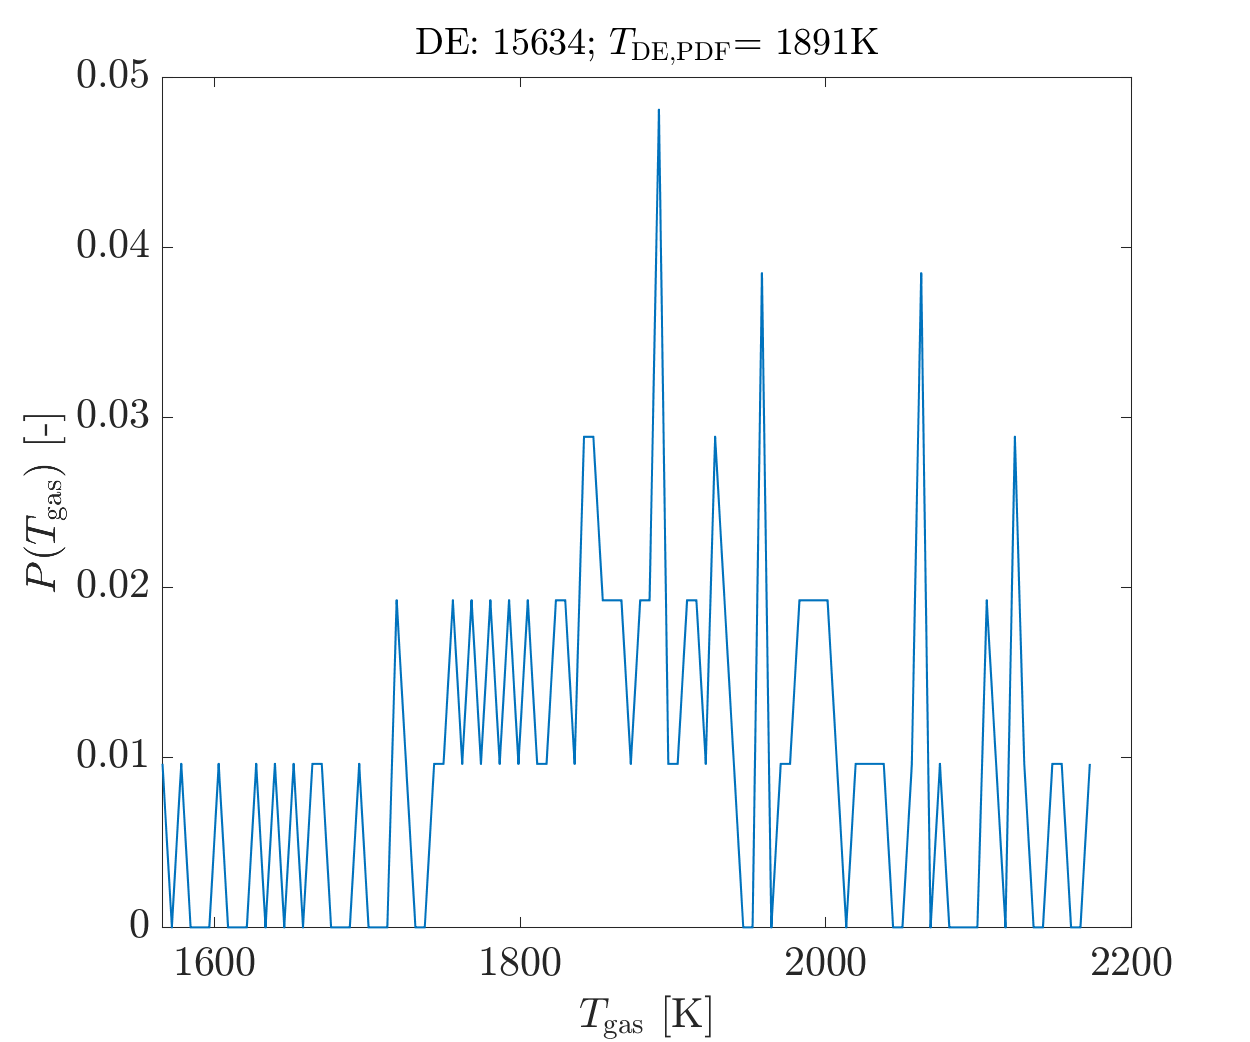 DE: 15634; T_DE,PDF= 1891K
0.05
0.04
0.03
0.02
0.01
0
P(T_gas) [-]
1600 1800 2000 2200
T_gas [K]